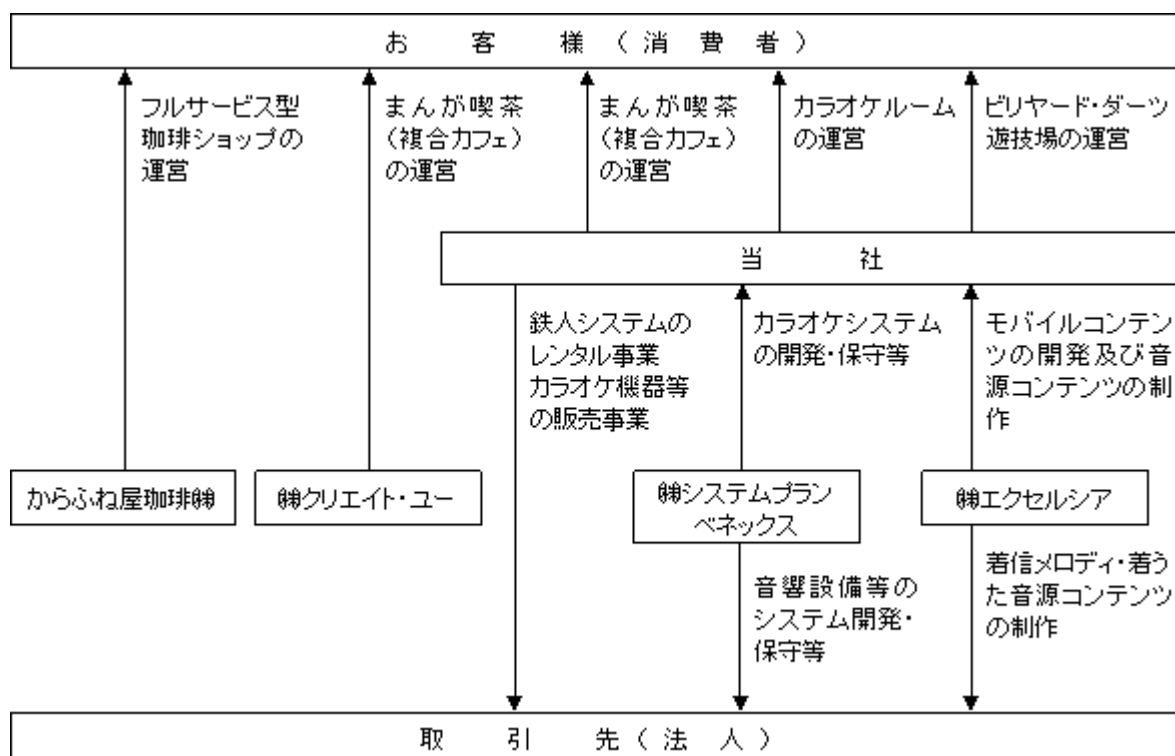 お客様（消費者）
フルサービス型
珈琲ショップの
運営
まんが喫茶
（複合カフェ）
の運営
まんが喫茶
（複合カフェ）
の運営
カラオケルーム
の運営
ビリヤード・ダーツ
遊技場の運営
当社
鉄人システムの
レンタル事業
カラオケ機器等
の販売事業
カラオケシステム
の開発・保守等
モバイルコンテン
ツの開発及び音
源コンテンツの制
作
からふね屋珈琲㈱
㈱クリエイト・ユー
㈱システムプラン
ベネックス
㈱エクセルシア
音響設備等の
システム開発・
保守等
着信メロディ・着う
た音源コンテンツ
の制作
取引先（法人）